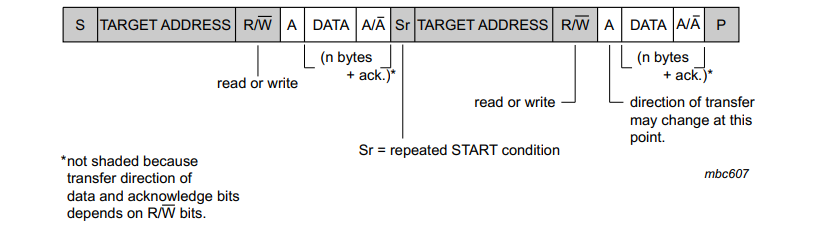 S TARGET ADDRESS R/W̅ A DATA A/A̅ Sr TARGET ADDRESS R/W̅ A DATA A/A̅ P
(n bytes
+ ack.)*
read or write
(n bytes
+ ack.)*
read or write
direction of transfer
may change at this
point.
Sr = repeated START condition
*not shaded because
transfer direction of
data and acknowledge bits
depends on R/W̅ bits.
mbc607